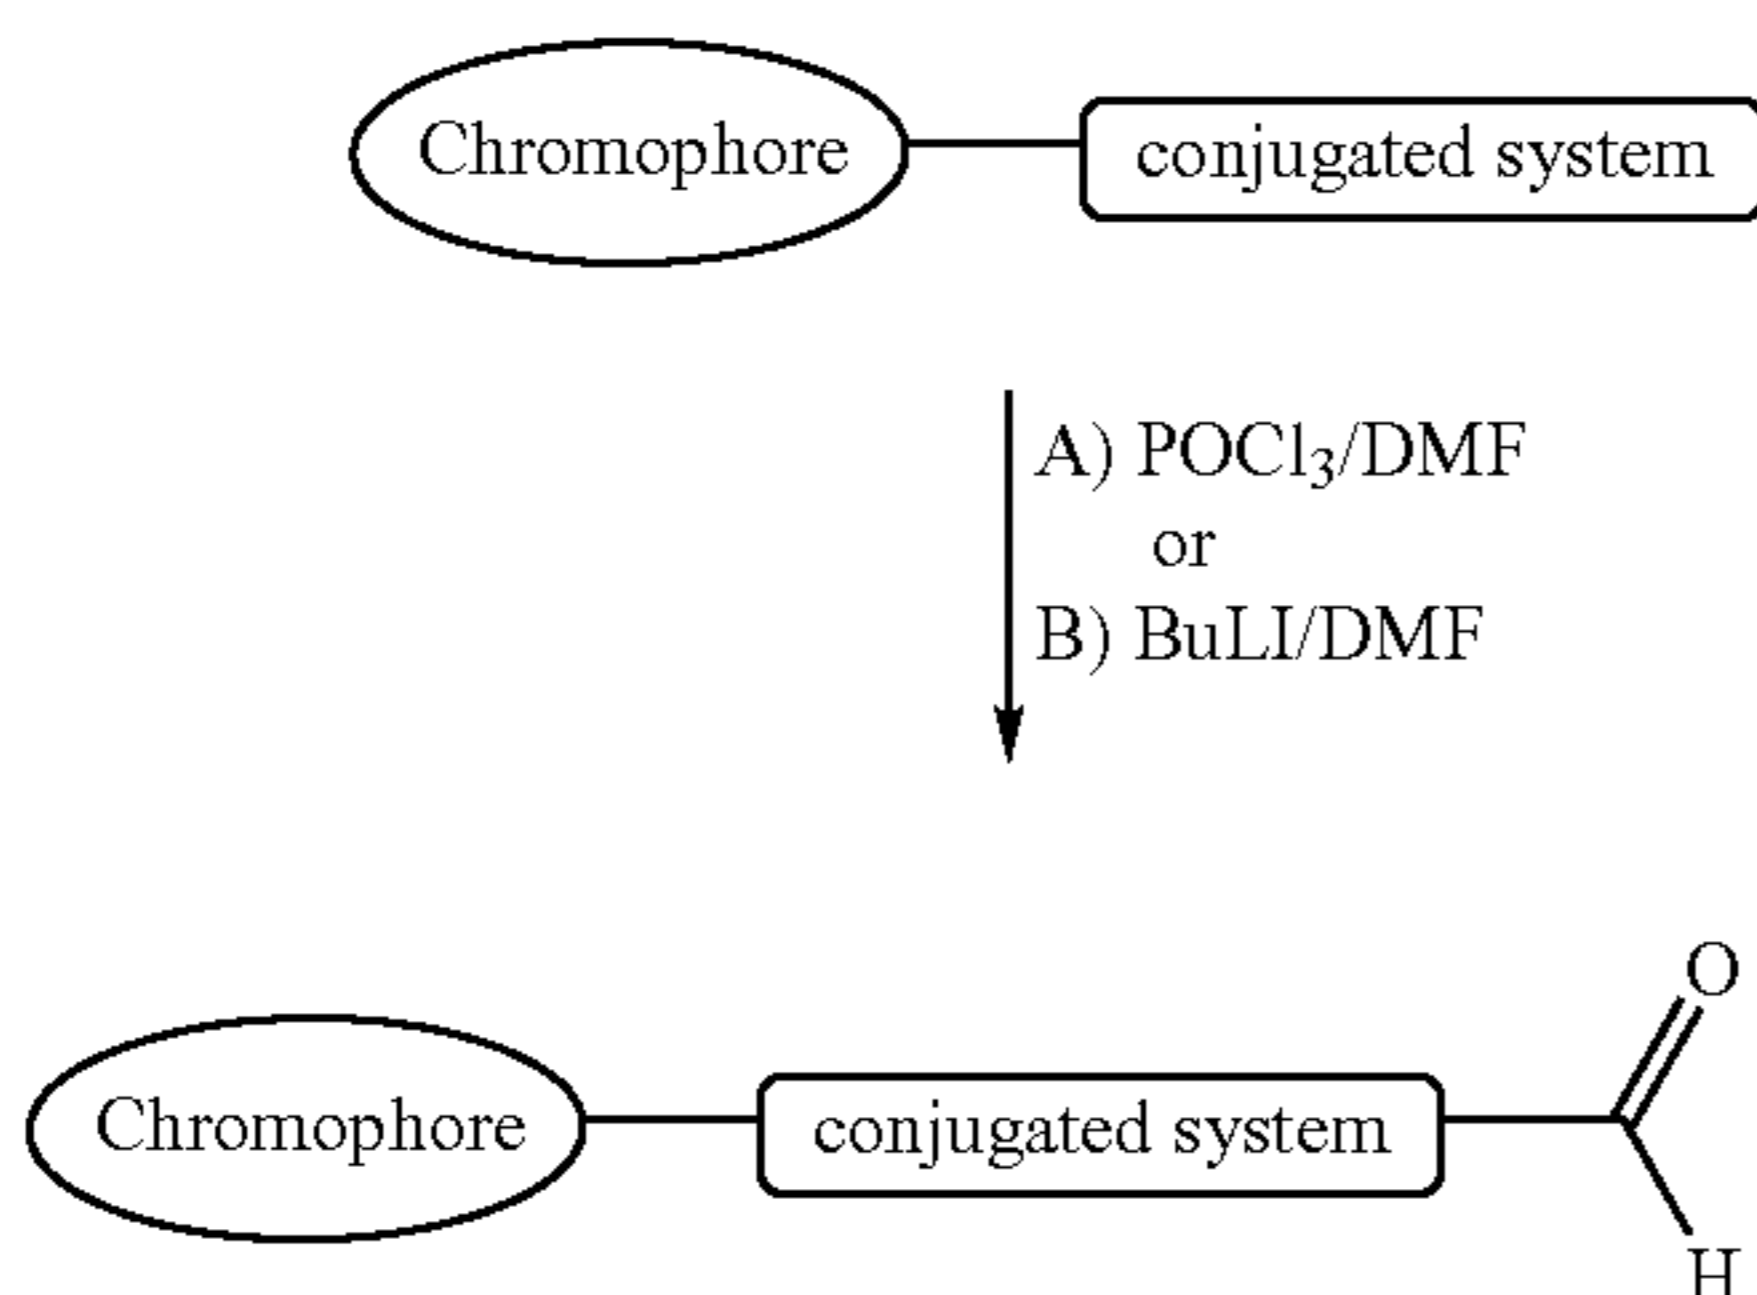 Chromophore
conjugated system
A) POCl₃/DMF
or
B) BuLI/DMF
O
Chromophore
conjugated system
H